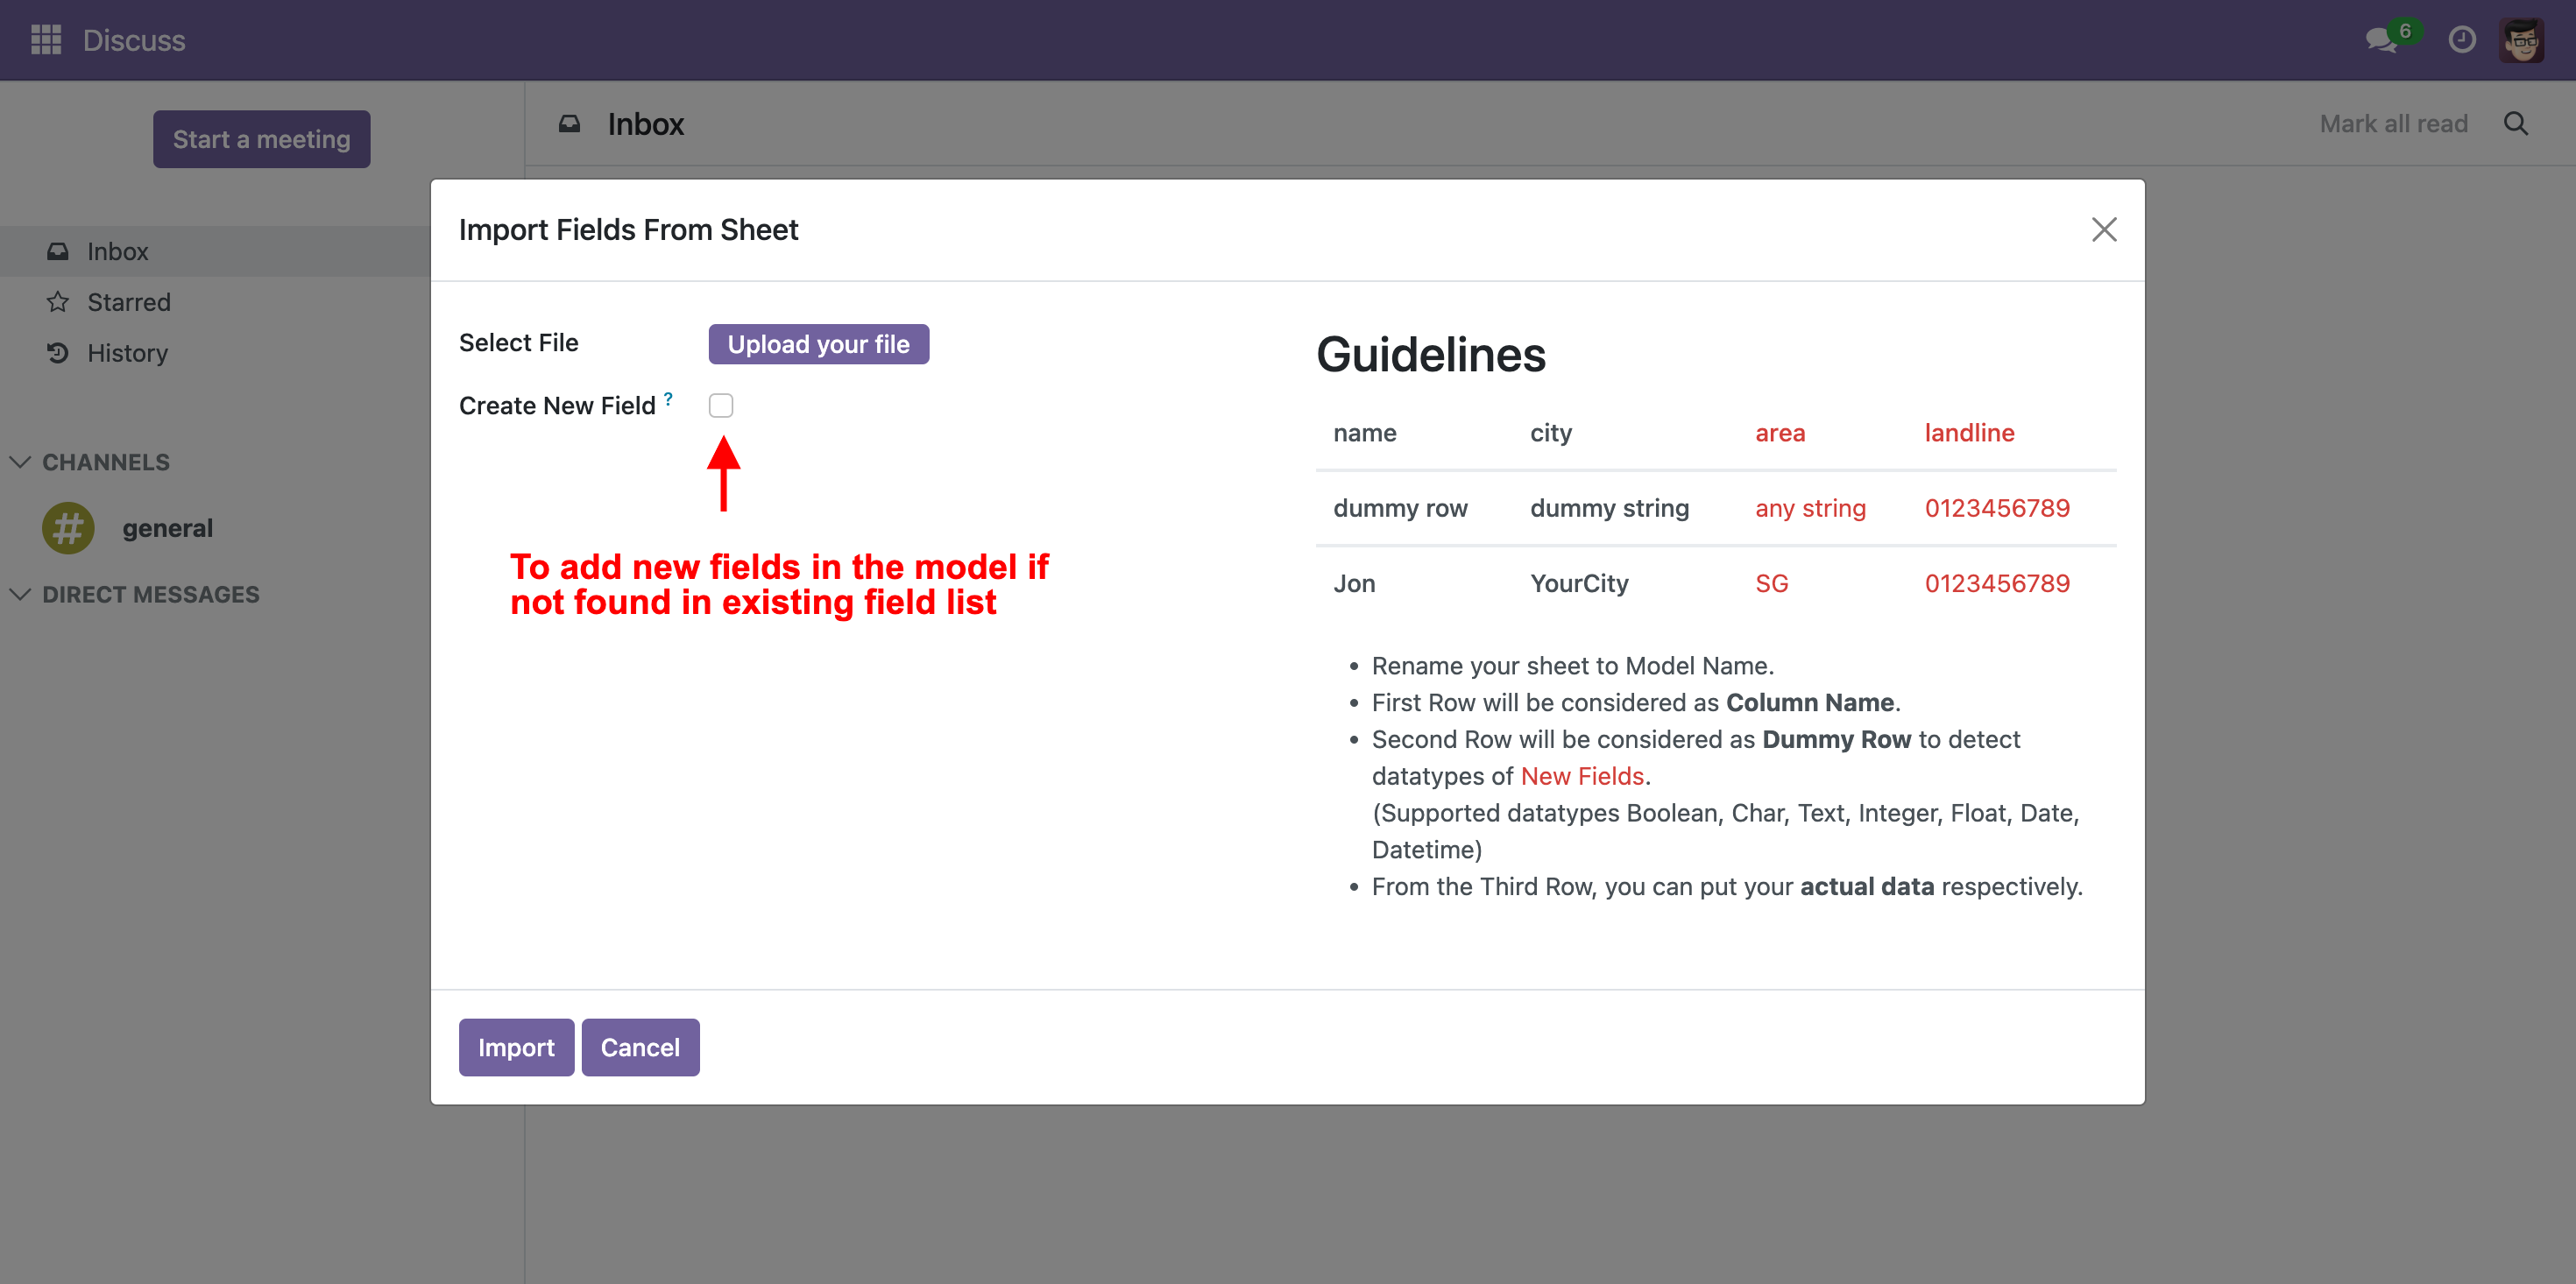 Discuss
6
Start a meeting
Inbox
Mark all read
Inbox
Starred
History
CHANNELS
general
DIRECT MESSAGES
Import Fields From Sheet
Select File
Upload your file
Create New Field ?
To add new fields in the model if
not found in existing field list
Guidelines
name city area landline
dummy row dummy string any string 0123456789
Jon YourCity SG 0123456789
• Rename your sheet to Model Name.
• First Row will be considered as Column Name.
• Second Row will be considered as Dummy Row to detect
datatypes of New Fields.
(Supported datatypes Boolean, Char, Text, Integer, Float, Date,
Datetime)
• From the Third Row, you can put your actual data respectively.
Import Cancel